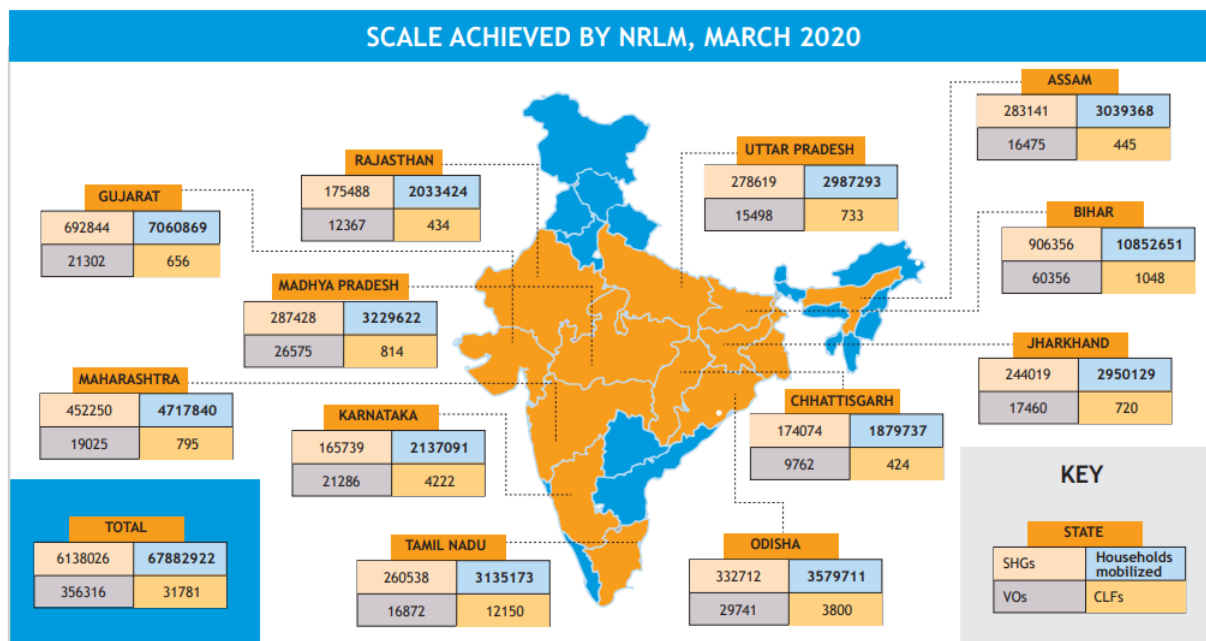 SCALE ACHIEVED BY NRLM, MARCH 2020
ASSAM
283141 3039368
16475 445
RAJASTHAN
175488 2033424
12367 434
UTTAR PRADESH
278619 2987293
15498 733
GUJARAT
692844 7060869
21302 656
BIHAR
906356 10852651
60356 1048
MADHYA PRADESH
287428 3229622
26575 814
JHARKHAND
244019 2950129
17460 720
MAHARASHTRA
452250 4717840
19025 795
KARNATAKA
165739 2137091
21286 4222
CHHATTISGARH
174074 1879737
9762 424
TOTAL
6138026 67882922
356316 31781
TAMIL NADU
260538 3135173
16872 12150
ODISHA
332712 3579711
29741 3800
KEY
STATE
SHGs Households
mobilized
VOs CLFs